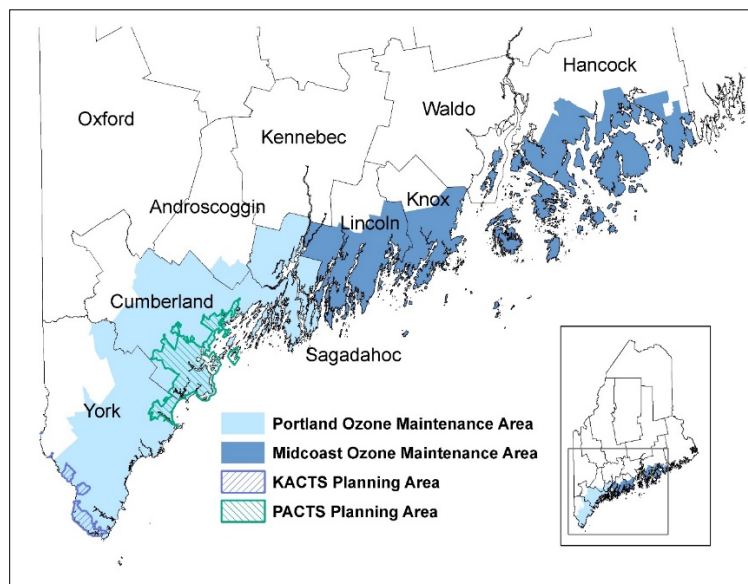 Hancock
Waldo
Oxford
Kennebec
Knox
Androscoggin
Lincoln
Cumberland
Sagadahoc
York
Portland Ozone Maintenance Area
Midcoast Ozone Maintenance Area
KACTS Planning Area
PACTS Planning Area